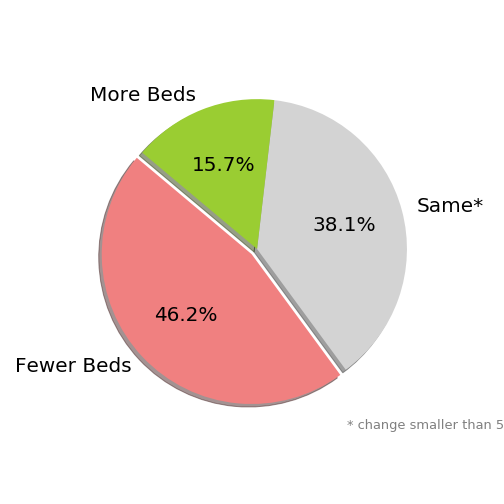 More Beds
15.7%
Same*
38.1%
46.2%
Fewer Beds
* change smaller than 5